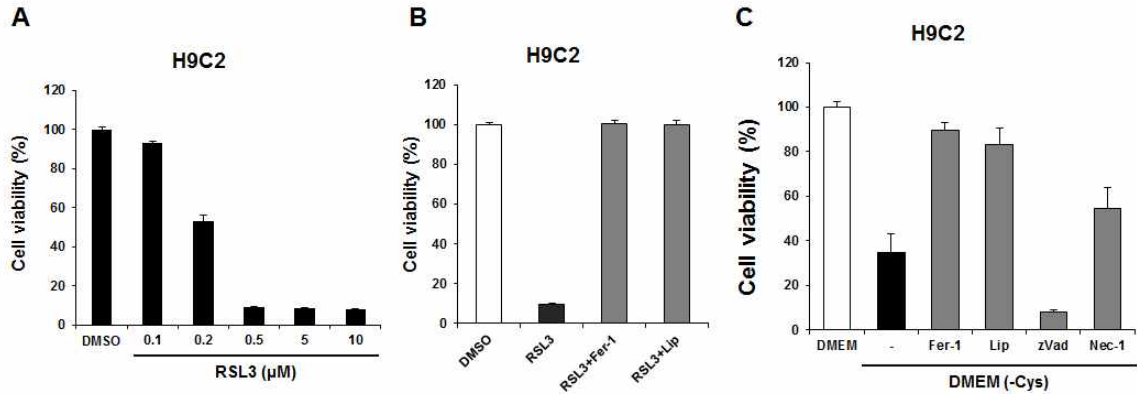 A
H9C2
Cell viability (%)
120
100
80
60
40
20
0
DMSO 0.1 0.2 0.5 5 10
RSL3 (µM)
B
H9C2
Cell viability (%)
120
100
80
60
40
20
0
DMSO RSL3 RSL3+Fer-1 RSL3+Lip
C
H9C2
Cell viability (%)
120
100
80
60
40
20
0
DMEM - Fer-1 Lip zVad Nec-1
DMEM (-Cys)